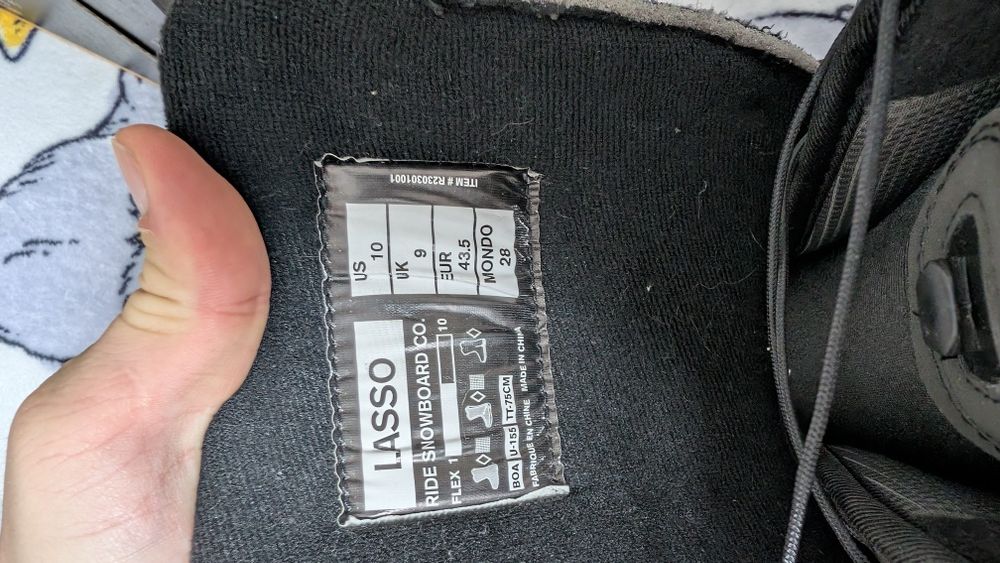 LASSO
RIDE SNOWBOARD CO.
FLEX 1 10
BOA U-155 TT-75CM
FABRIQUE EN CHINE MADE IN CHINA
US
10
UK
9
EUR
43.5
MONDO
28
ITEM # R230301001